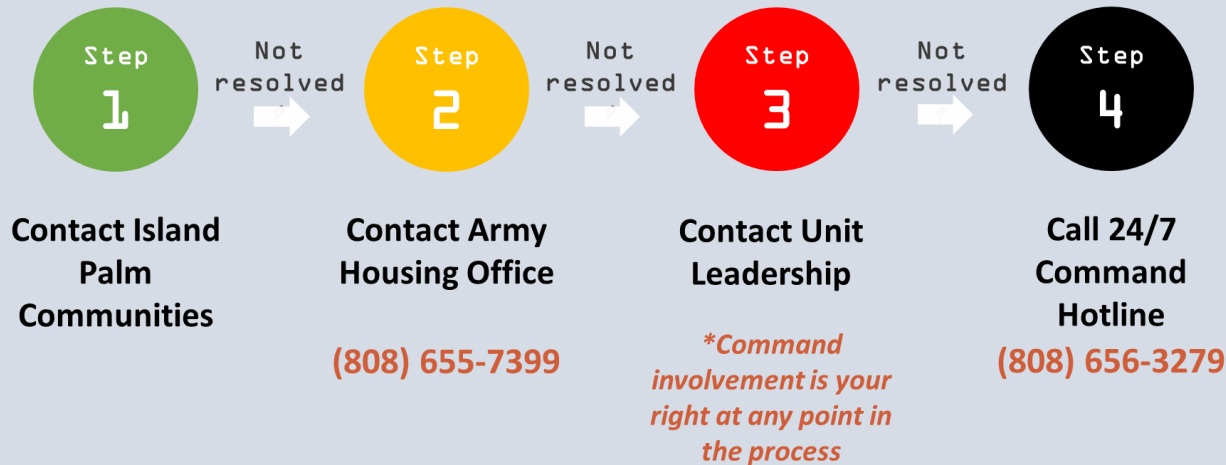 Step
1
Not
resolved
Step
2
Not
resolved
Step
3
Not
resolved
Step
4
Contact Island
Palm
Communities
Contact Army
Housing Office
(808) 655-7399
Contact Unit
Leadership
*Command
involvement is your
right at any point in
the process
Call 24/7
Command
Hotline
(808) 656-3279